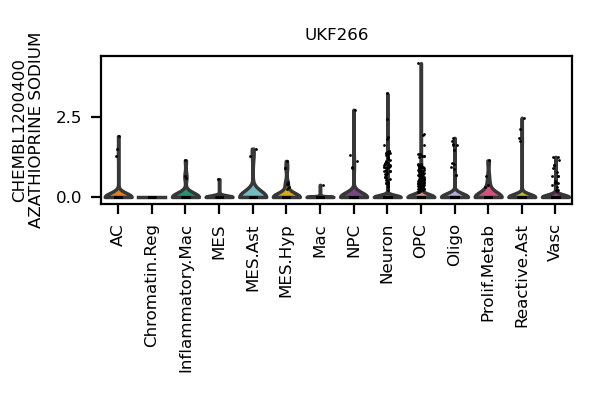 UKF266
CHEMBL1200400
AZATHIOPRINE SODIUM
2.5
0.0
AC
Chromatin.Reg
Inflammatory.Mac
MES
MES.Ast
MES.Hyp
Mac
NPC
Neuron
OPC
Oligo
Prolif.Metab
Reactive.Ast
Vasc